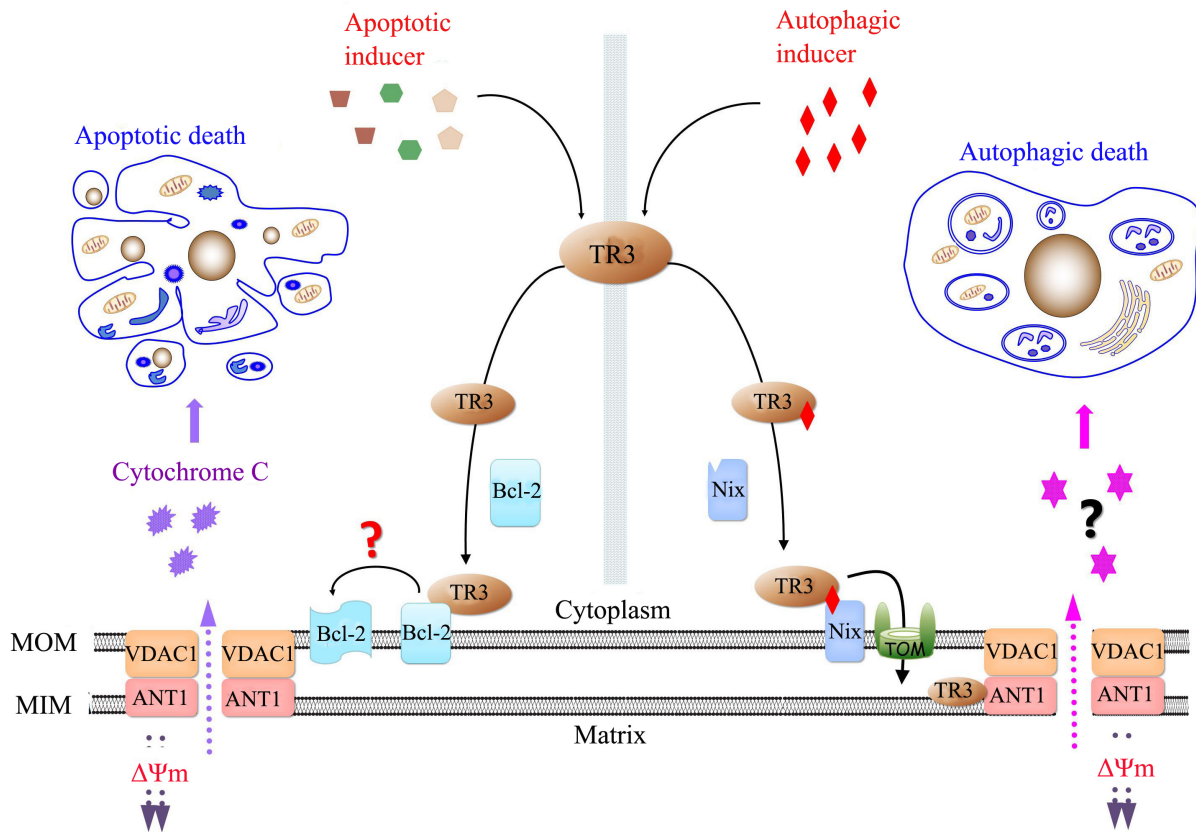 Apoptotic
inducer
Autophagic
inducer
Apoptotic death
Autophagic death
TR3
TR3
TR3
Cytochrome C
Bcl-2
Nix
?
?
TR3
TR3
Cytoplasm
MOM
VDAC1
VDAC1
Bcl-2
Bcl-2
Nix
TOM
VDAC1
VDAC1
MIM
ANT1
ANT1
TR3
ANT1
ANT1
Matrix
ΔΨm
ΔΨm